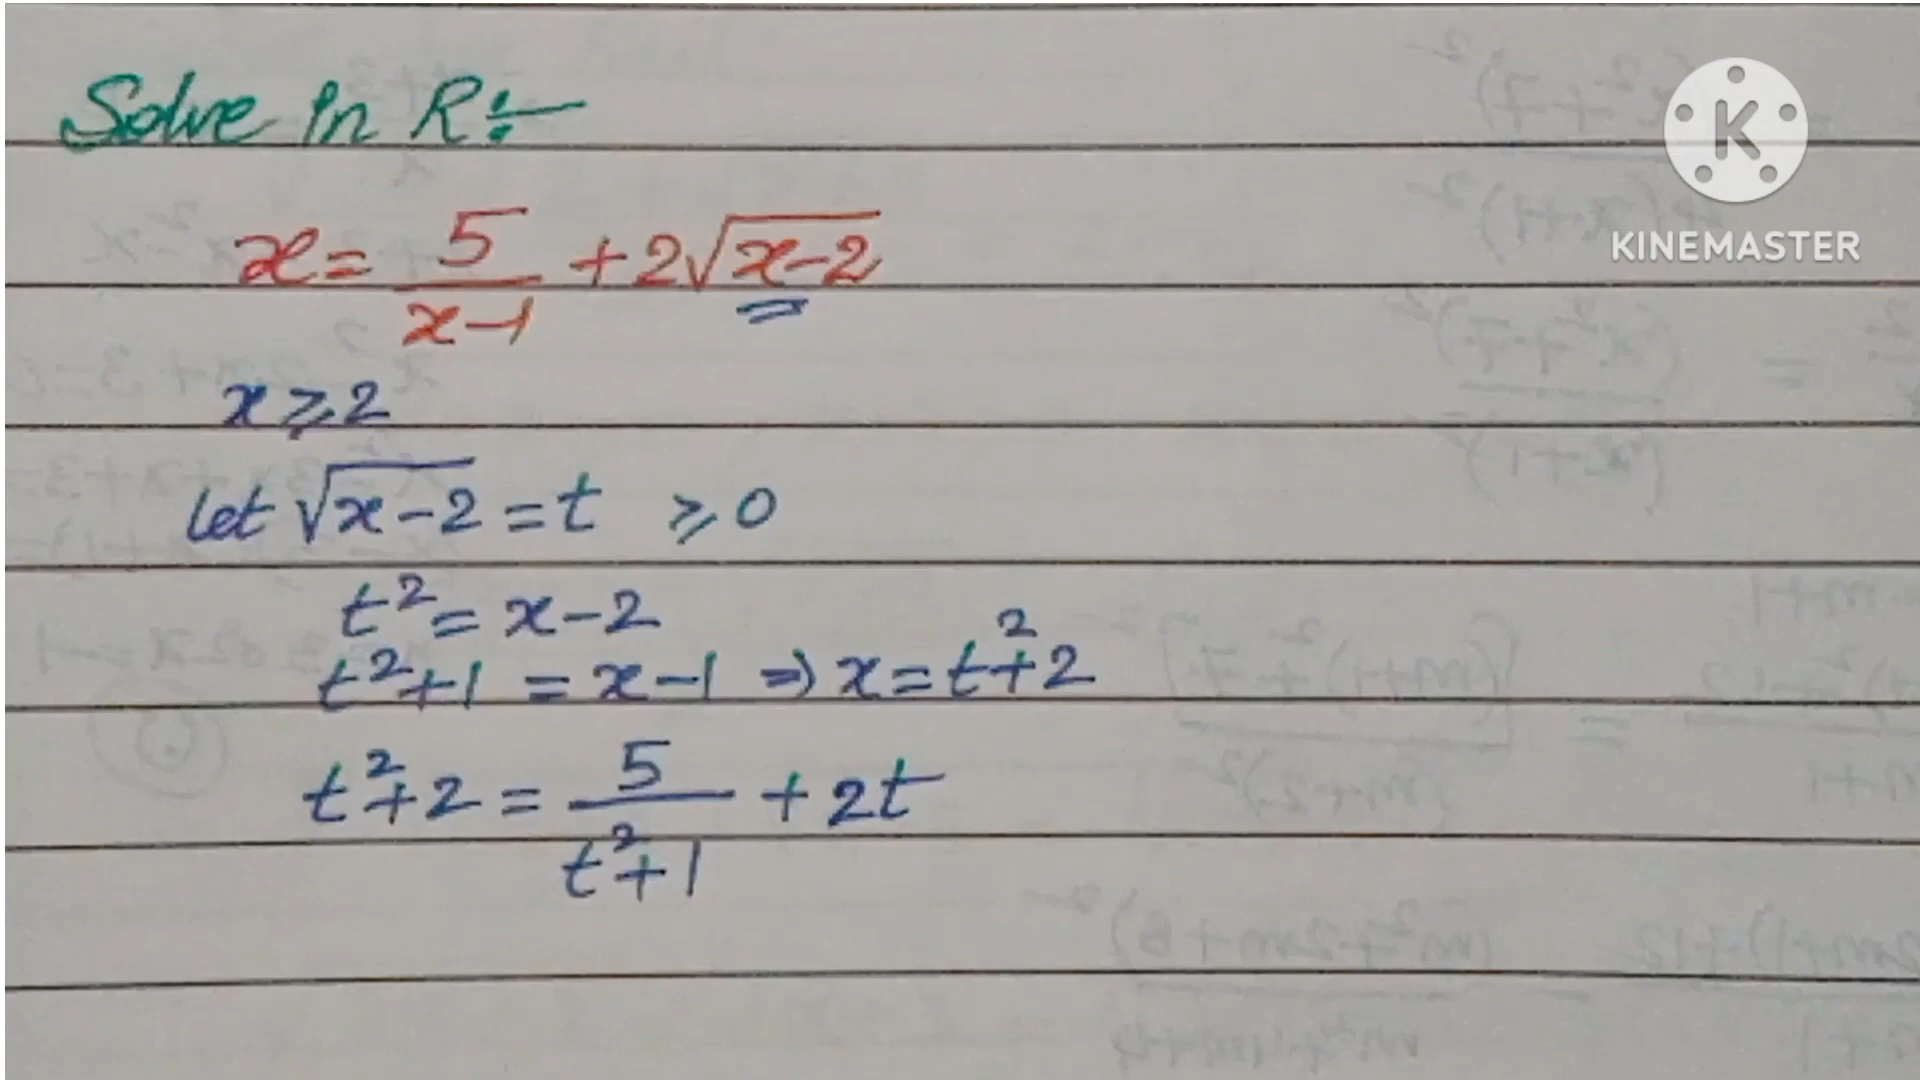 Solve in R:-
x = 5/(x-1) + 2√(x-2)
x ≥ 2
let √(x-2) = t ≥ 0
t² = x-2
t²+1 = x-1 ⇒ x = t²+2
t²+2 = 5/(t²+1) + 2t
K
KINEMASTER